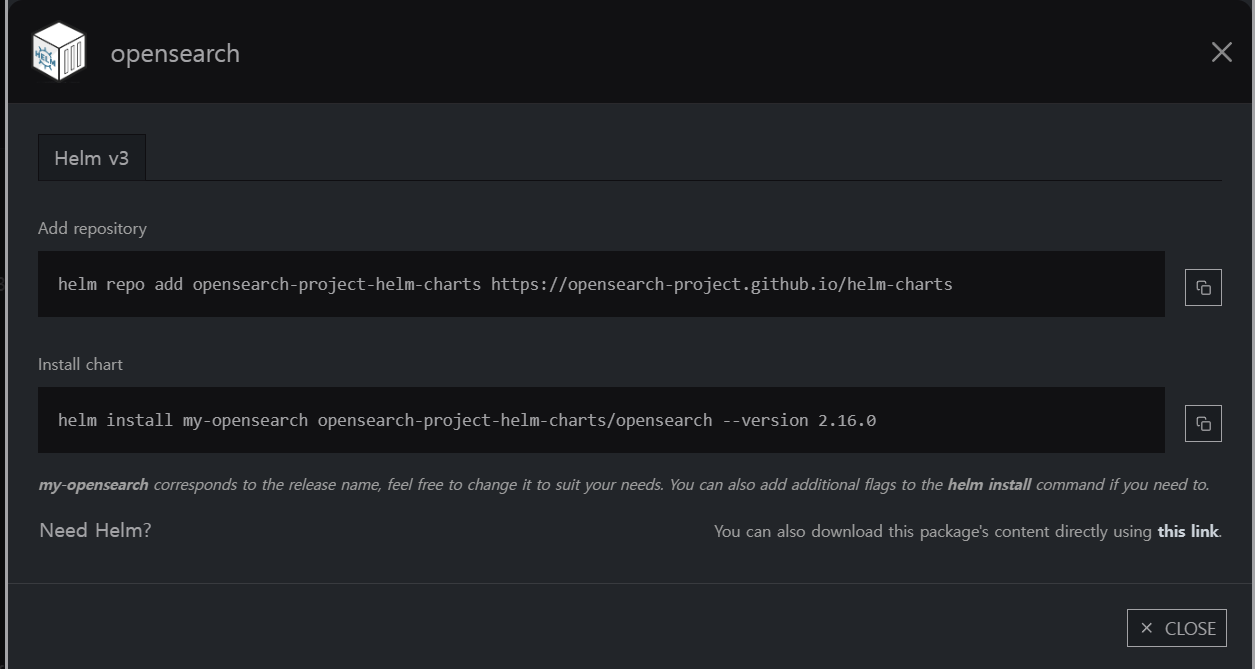 HELM
opensearch
Helm v3
Add repository
helm repo add opensearch-project-helm-charts https://opensearch-project.github.io/helm-charts
Install chart
helm install my-opensearch opensearch-project-helm-charts/opensearch --version 2.16.0
my-opensearch corresponds to the release name, feel free to change it to suit your needs. You can also add additional flags to the helm install command if you need to.
Need Helm?
You can also download this package's content directly using this link.
CLOSE